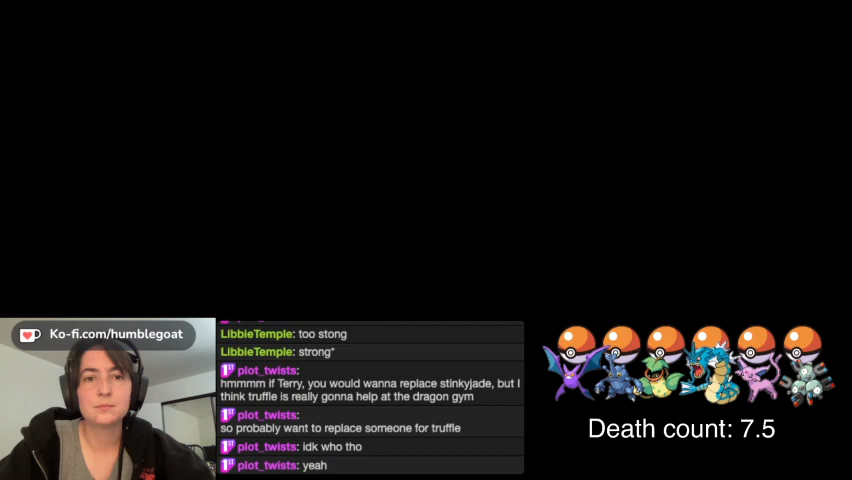 Ko-fi.com/humblegoat
LibbieTemple: too stong
LibbieTemple: strong*
plot_twists:
hmmmm if Terry, you would wanna replace stinkyjade, but I
think truffle is really gonna help at the dragon gym
plot_twists:
so probably want to replace someone for truffle
plot_twists: idk who tho
plot_twists: yeah
Death count: 7.5